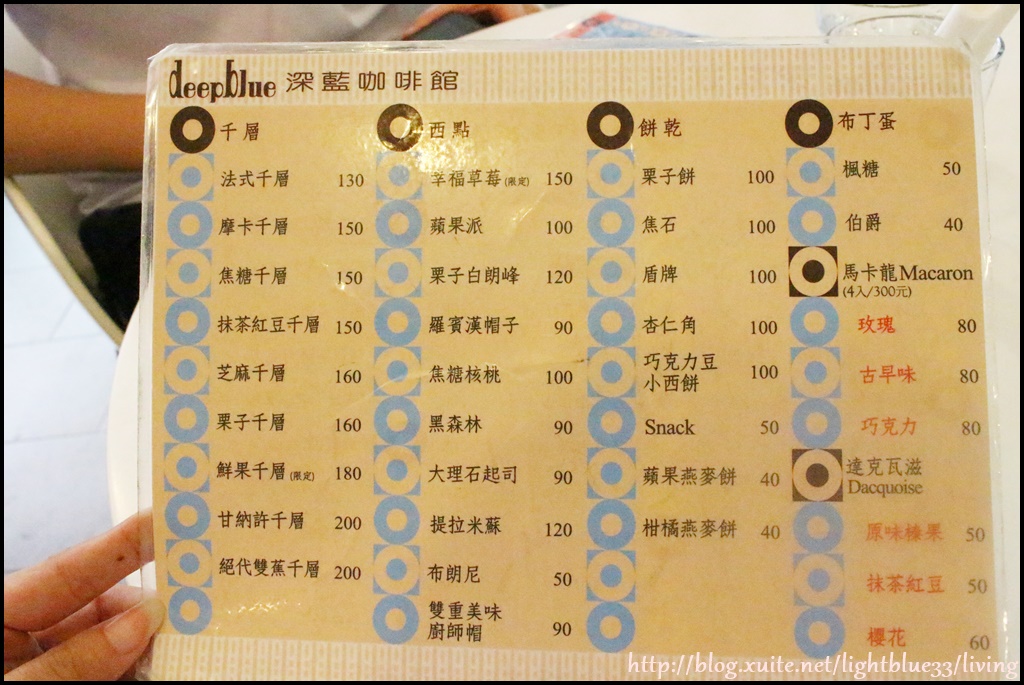 deepblue 深藍咖啡館
千層
法式千層 130
摩卡千層 150
焦糖千層 150
抹茶紅豆千層 150
芝麻千層 160
栗子千層 160
鮮果千層(限定) 180
甘納許千層 200
絕代雙蕉千層 200
西點
幸福草莓(限定) 150
蘋果派 100
栗子白朗峰 120
羅賓漢帽子 90
焦糖核桃 100
黑森林 90
大理石起司 90
提拉米蘇 120
布朗尼 50
雙重美味
廚師帽 90
餅乾
栗子餅 100
焦石 100
盾牌 100
杏仁角 100
巧克力豆
小西餅 100
Snack 50
蘋果燕麥餅 40
柑橘燕麥餅 40
布丁蛋
楓糖 50
伯爵 40
馬卡龍Macaron
(4入/300元)
玫瑰 80
古早味 80
巧克力 80
達克瓦滋
Dacquoise
原味榛果 50
抹茶紅豆 50
櫻花 60
http://blog.xuite.net/lightblue33/living